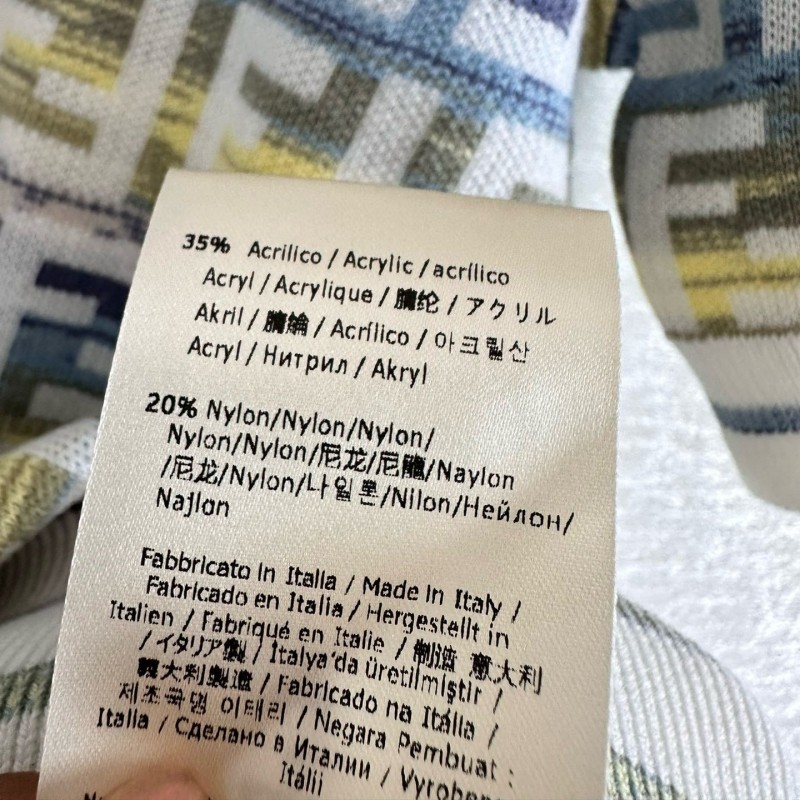 35% Acrilico / Acrylic / acrílico
Acryl / Acrylique / 腈纶 / アクリル
Akril / 腈綸 / Acrílico / 아크릴산
Acryl / Нитрил / Akryl
20% Nylon/Nylon/Nylon/
Nylon/Nylon/尼龙/尼龍/Naylon
/尼龙/Nylon/나일론/Nilon/Нейлон/
Najlon
Fabbricato in Italia / Made in Italy /
Fabricado en Italia / Hergestellt in
Italien / Fabriqué en Italie / 制造 意大利
/ イタリア製 / Italya'da üretilmiştir /
義大利製造 / Fabricado na Itália /
제조국명 이태리 / Negara Pembuat :
Italia / Сделано в Италии /
Itálii